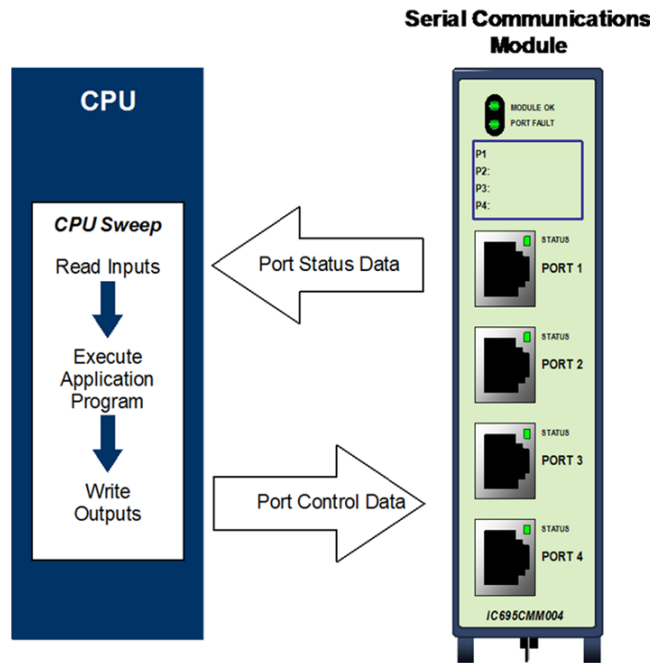 Serial Communications
Module
CPU
CPU Sweep
Read Inputs
Execute
Application
Program
Write
Outputs
Port Status Data
Port Control Data
MODULE OK
PORT FAULT
P1
P2:
P3:
P4:
STATUS
PORT 1
STATUS
PORT 2
STATUS
PORT 3
STATUS
PORT 4
IC695CMM004